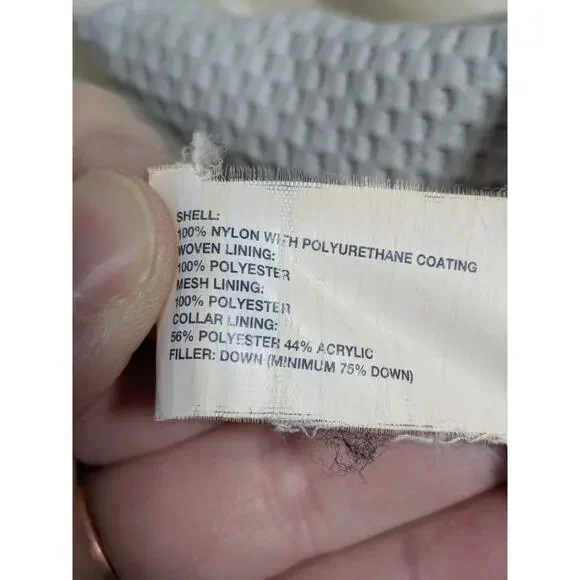 SHELL:
100% NYLON WITH POLYURETHANE COATING
WOVEN LINING:
100% POLYESTER
MESH LINING:
100% POLYESTER
COLLAR LINING:
56% POLYESTER 44% ACRYLIC
FILLER: DOWN (MINIMUM 75% DOWN)